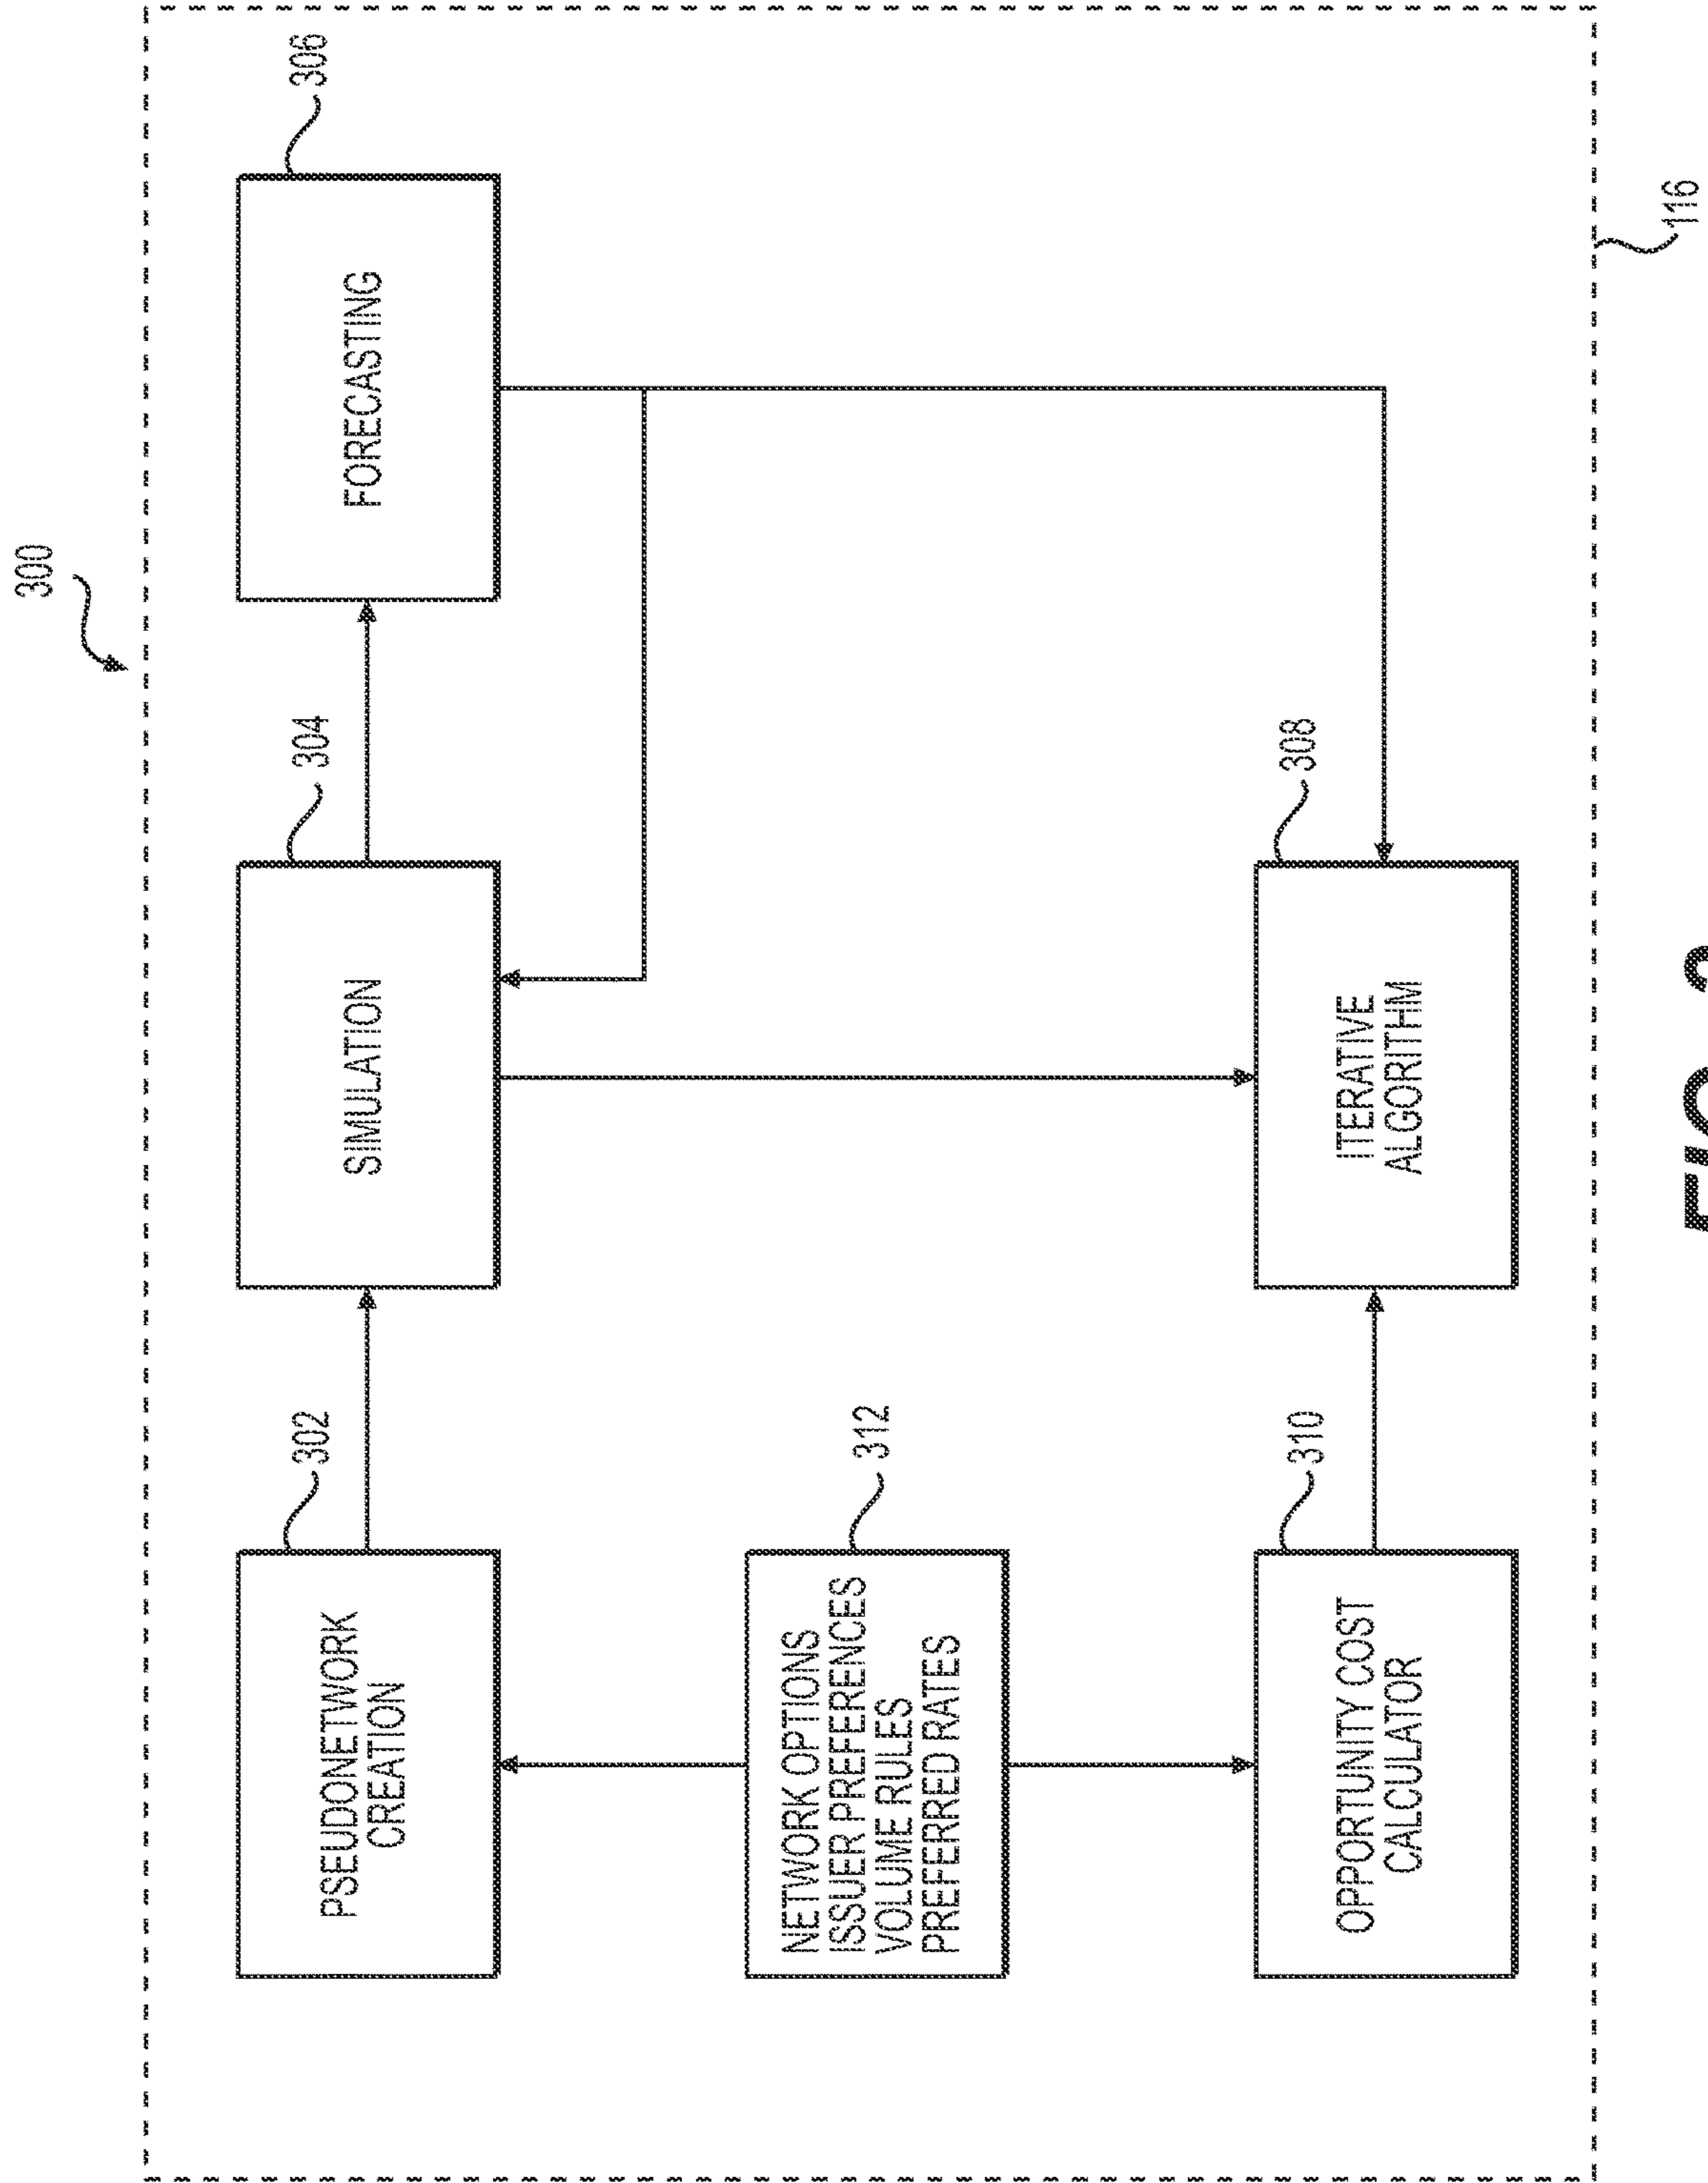 300
302
304
306
PSEUDONETWORK
CREATION
SIMULATION
FORECASTING
312
NETWORK OPTIONS
ISSUER PREFERENCES
VOLUME RULES
PREFERRED RATES
310
308
OPPORTUNITY COST
CALCULATOR
ITERATIVE
ALGORITHM
116